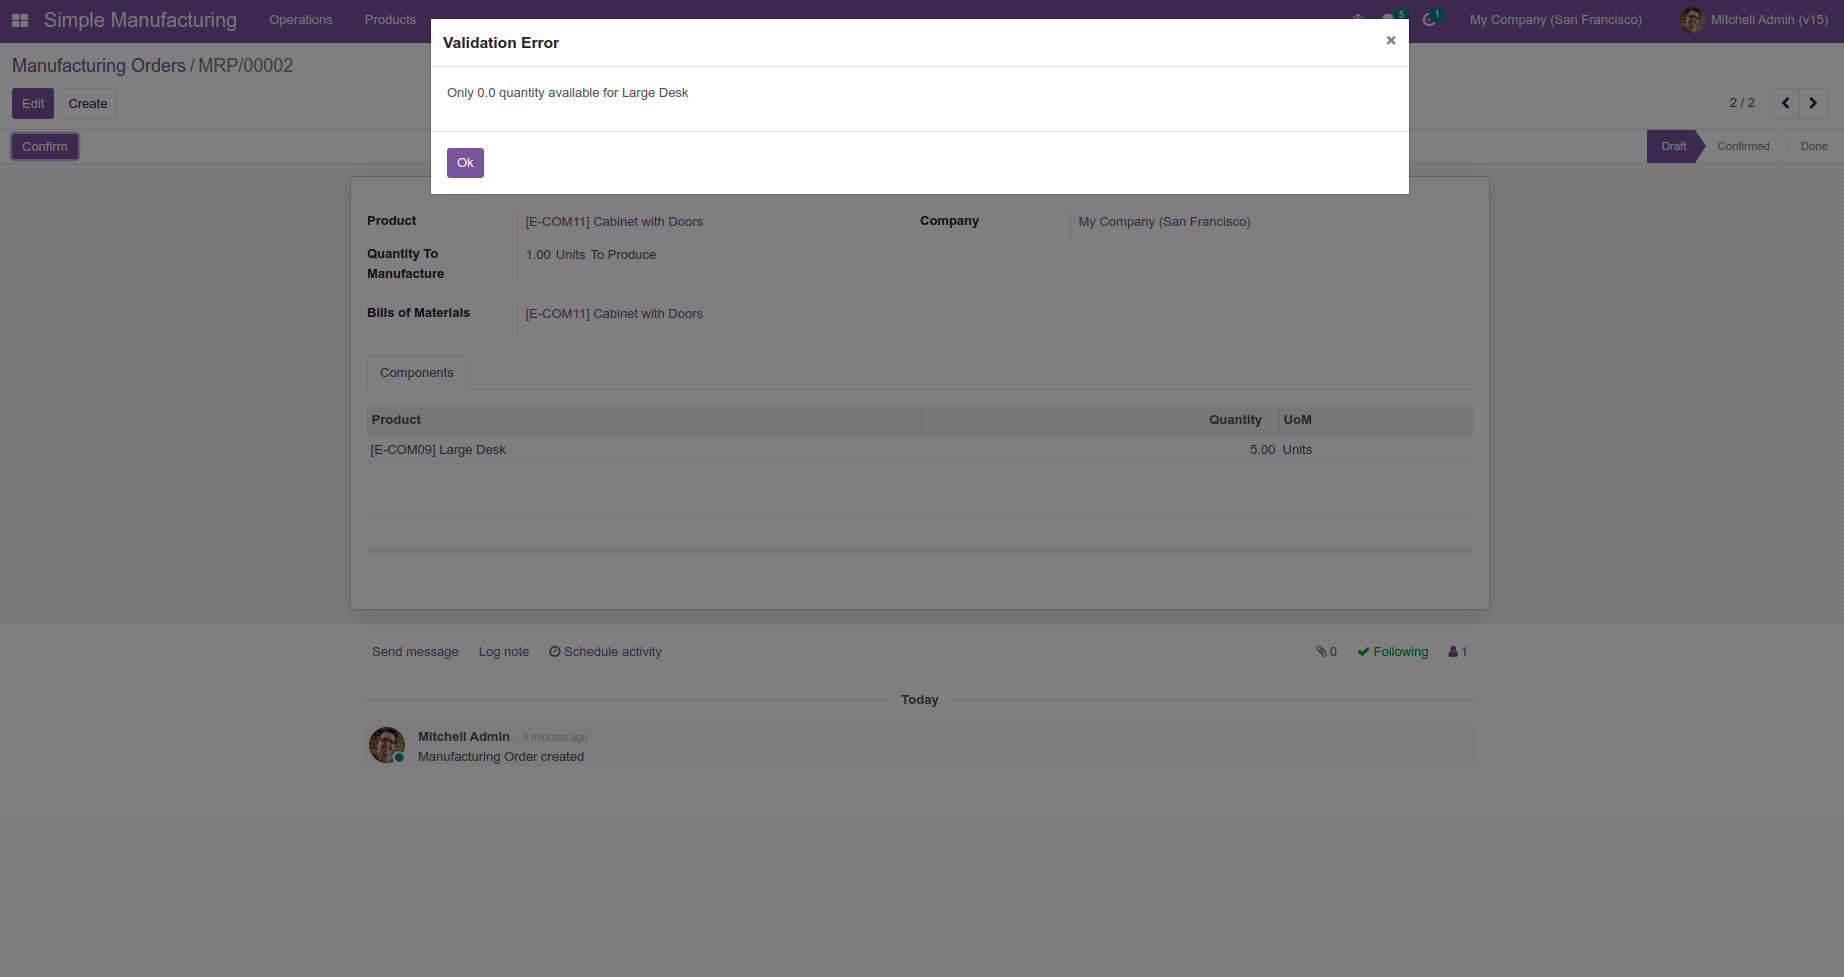 Simple Manufacturing Operations Products 5 1 My Company (San Francisco) Mitchell Admin (v15)
Validation Error ×
Only 0.0 quantity available for Large Desk
Ok
Manufacturing Orders / MRP/00002
Edit Create 2 / 2
Confirm Draft Confirmed Done
Product [E-COM11] Cabinet with Doors Company My Company (San Francisco)
Quantity To
Manufacture
1.00 Units To Produce
Bills of Materials [E-COM11] Cabinet with Doors
Components
Product Quantity UoM
[E-COM09] Large Desk 5.00 Units
Send message Log note Schedule activity 0 Following 1
Today
Mitchell Admin - 3 minutes ago
Manufacturing Order created